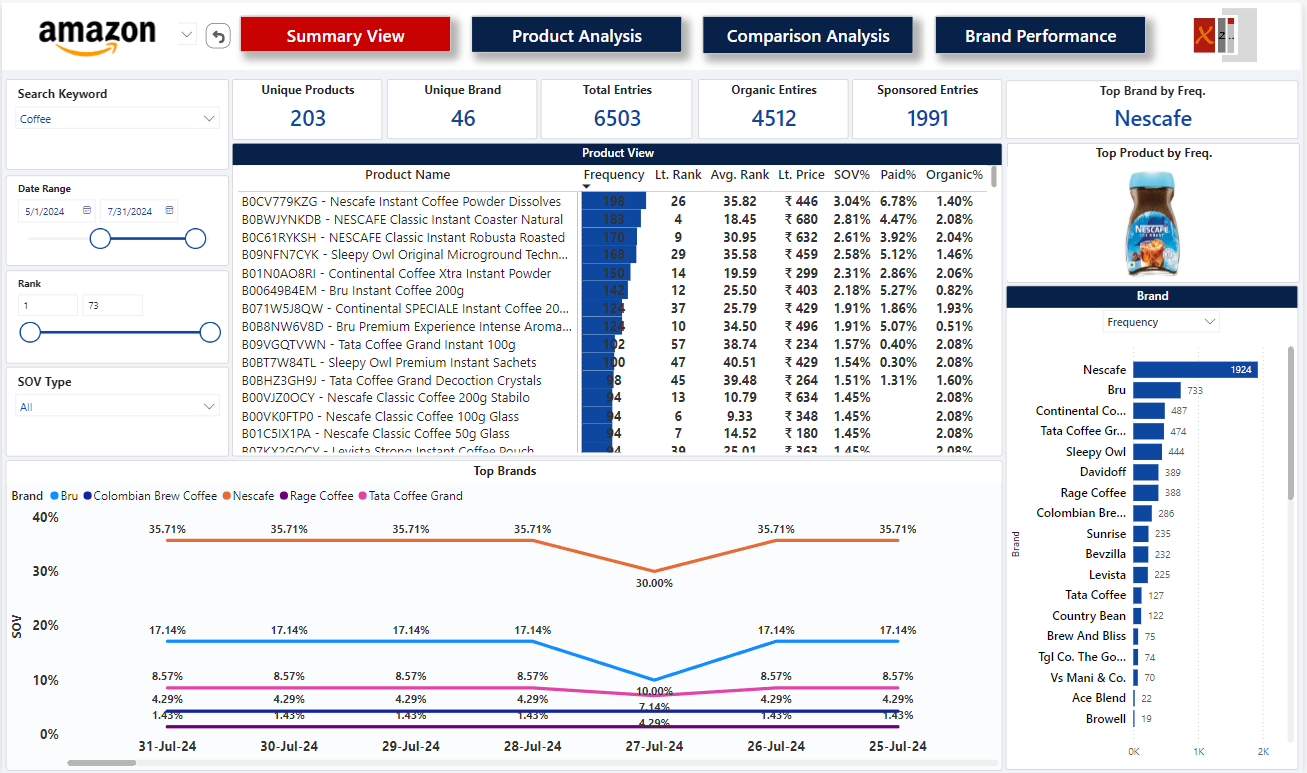 amazon
Summary View
Product Analysis
Comparison Analysis
Brand Performance
Search Keyword
Coffee
Date Range
5/1/2024 7/31/2024
Rank
1 73
SOV Type
All
Unique Products
203
Unique Brand
46
Total Entries
6503
Organic Entires
4512
Sponsored Entries
1991
Top Brand by Freq.
Nescafe
Product View
Product Name Frequency Lt. Rank Avg. Rank Lt. Price SOV% Paid% Organic%
B0CV779KZG - Nescafe Instant Coffee Powder Dissolves 198 26 35.82 ₹ 446 3.04% 6.78% 1.40%
B0BWJYNKDB - NESCAFE Classic Instant Coaster Natural 183 4 18.45 ₹ 680 2.81% 4.47% 2.08%
B0C61RYKSH - NESCAFE Classic Instant Robusta Roasted 170 9 30.95 ₹ 632 2.61% 3.92% 2.04%
B09NFN7CYK - Sleepy Owl Original Microground Techn... 168 29 35.58 ₹ 459 2.58% 5.12% 1.46%
B01N0AO8RI - Continental Coffee Xtra Instant Powder 150 14 19.59 ₹ 299 2.31% 2.86% 2.06%
B00649B4EM - Bru Instant Coffee 200g 142 12 25.50 ₹ 403 2.18% 5.27% 0.82%
B071W5J8QW - Continental SPECIALE Instant Coffee 20... 124 37 25.79 ₹ 429 1.91% 1.86% 1.93%
B0B8NW6V8D - Bru Premium Experience Intense Aroma... 124 10 34.50 ₹ 496 1.91% 5.07% 0.51%
B09VGQTVWN - Tata Coffee Grand Instant 100g 102 57 38.74 ₹ 234 1.57% 0.40% 2.08%
B0BT7W84TL - Sleepy Owl Premium Instant Sachets 100 47 40.51 ₹ 429 1.54% 0.30% 2.08%
B0BHZ3GH9J - Tata Coffee Grand Decoction Crystals 98 45 39.48 ₹ 264 1.51% 1.31% 1.60%
B00VJZ0OCY - Nescafe Classic Coffee 200g Stabilo 94 13 10.79 ₹ 634 1.45% 2.08%
B00VK0FTP0 - Nescafe Classic Coffee 100g Glass 94 6 9.33 ₹ 348 1.45% 2.08%
B01C5IX1PA - Nescafe Classic Coffee 50g Glass 94 7 14.52 ₹ 180 1.45% 2.08%
Levista Strong Instant Coffee Pouch 94 39 25.01 ₹ 363 1.45% 2.08%
Top Product by Freq.
NESCAFE
Brand
Frequency
Brand
Nescafe 1924
Bru 733
Continental Co... 487
Tata Coffee Gr... 474
Sleepy Owl 444
Davidoff 389
Rage Coffee 388
Colombian Bre... 286
Sunrise 235
Bevzilla 232
Levista 225
Tata Coffee 127
Country Bean 122
Brew And Bliss 75
Tgl Co. The Go... 74
Vs Mani & Co. 70
Ace Blend 22
Browell 19
0K 1K 2K
Top Brands
Brand Bru Colombian Brew Coffee Nescafe Rage Coffee Tata Coffee Grand
SOV
40%
30%
20%
10%
0%
35.71% 35.71% 35.71% 35.71% 30.00% 35.71% 35.71%
17.14% 17.14% 17.14% 17.14% 10.00% 17.14% 17.14%
8.57% 8.57% 8.57% 8.57% 7.14% 8.57% 8.57%
4.29% 4.29% 4.29% 4.29% 4.29% 4.29% 4.29%
1.43% 1.43% 1.43% 1.43% 1.43% 1.43%
31-Jul-24 30-Jul-24 29-Jul-24 28-Jul-24 27-Jul-24 26-Jul-24 25-Jul-24